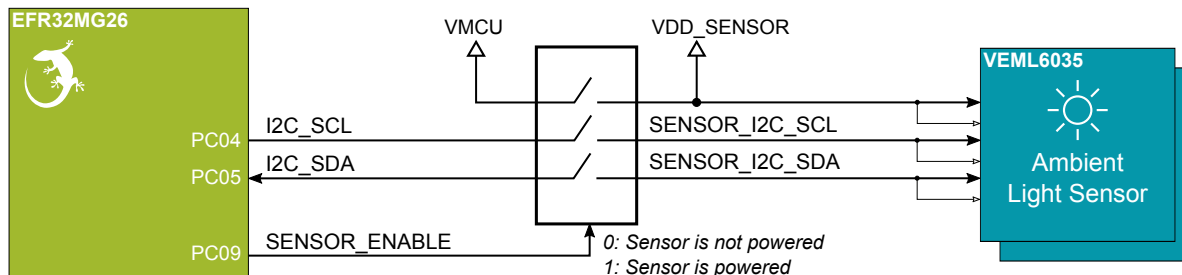 EFR32MG26
VMCU
VDD_SENSOR
VEML6035
PC04
I2C_SCL
SENSOR_I2C_SCL
PC05
I2C_SDA
SENSOR_I2C_SDA
Ambient
Light Sensor
PC09
SENSOR_ENABLE
0: Sensor is not powered
1: Sensor is powered